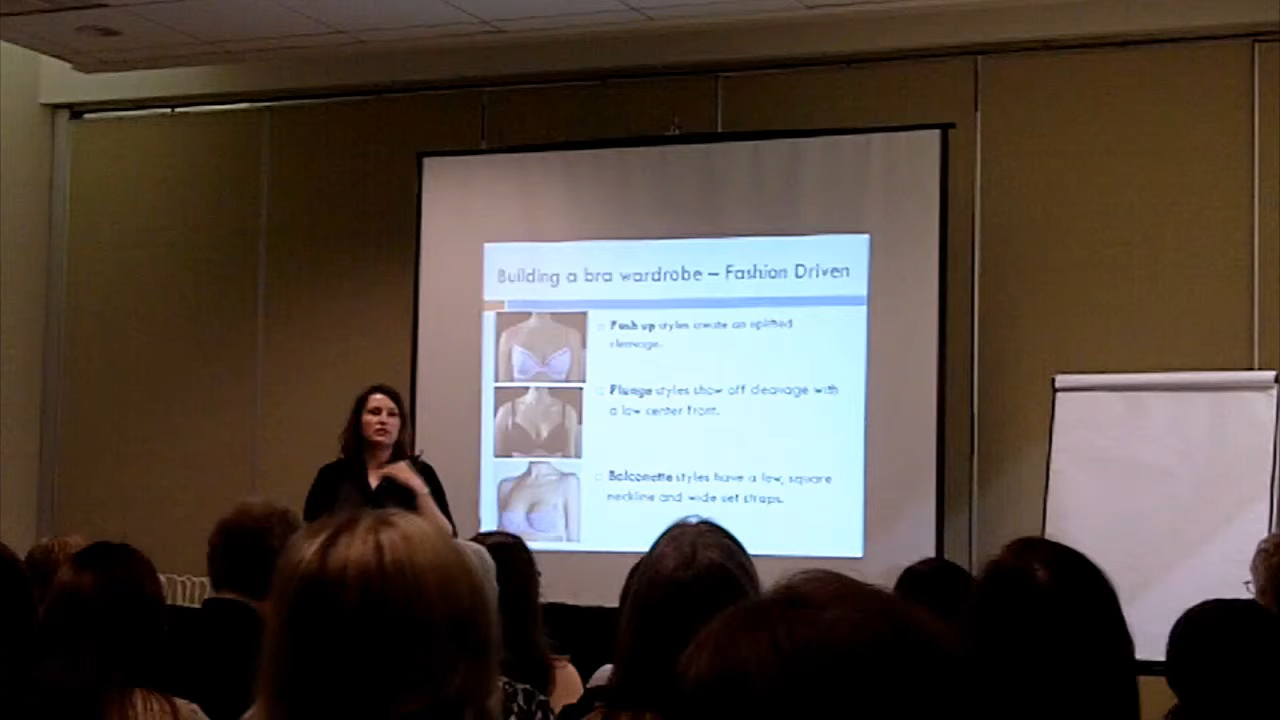 Building a bra wardrobe – Fashion Driven
Push up styles create an uplifted
cleavage.
Plunge styles show off cleavage with
a low center front.
Balconette styles have a low, square
neckline and wide set straps.